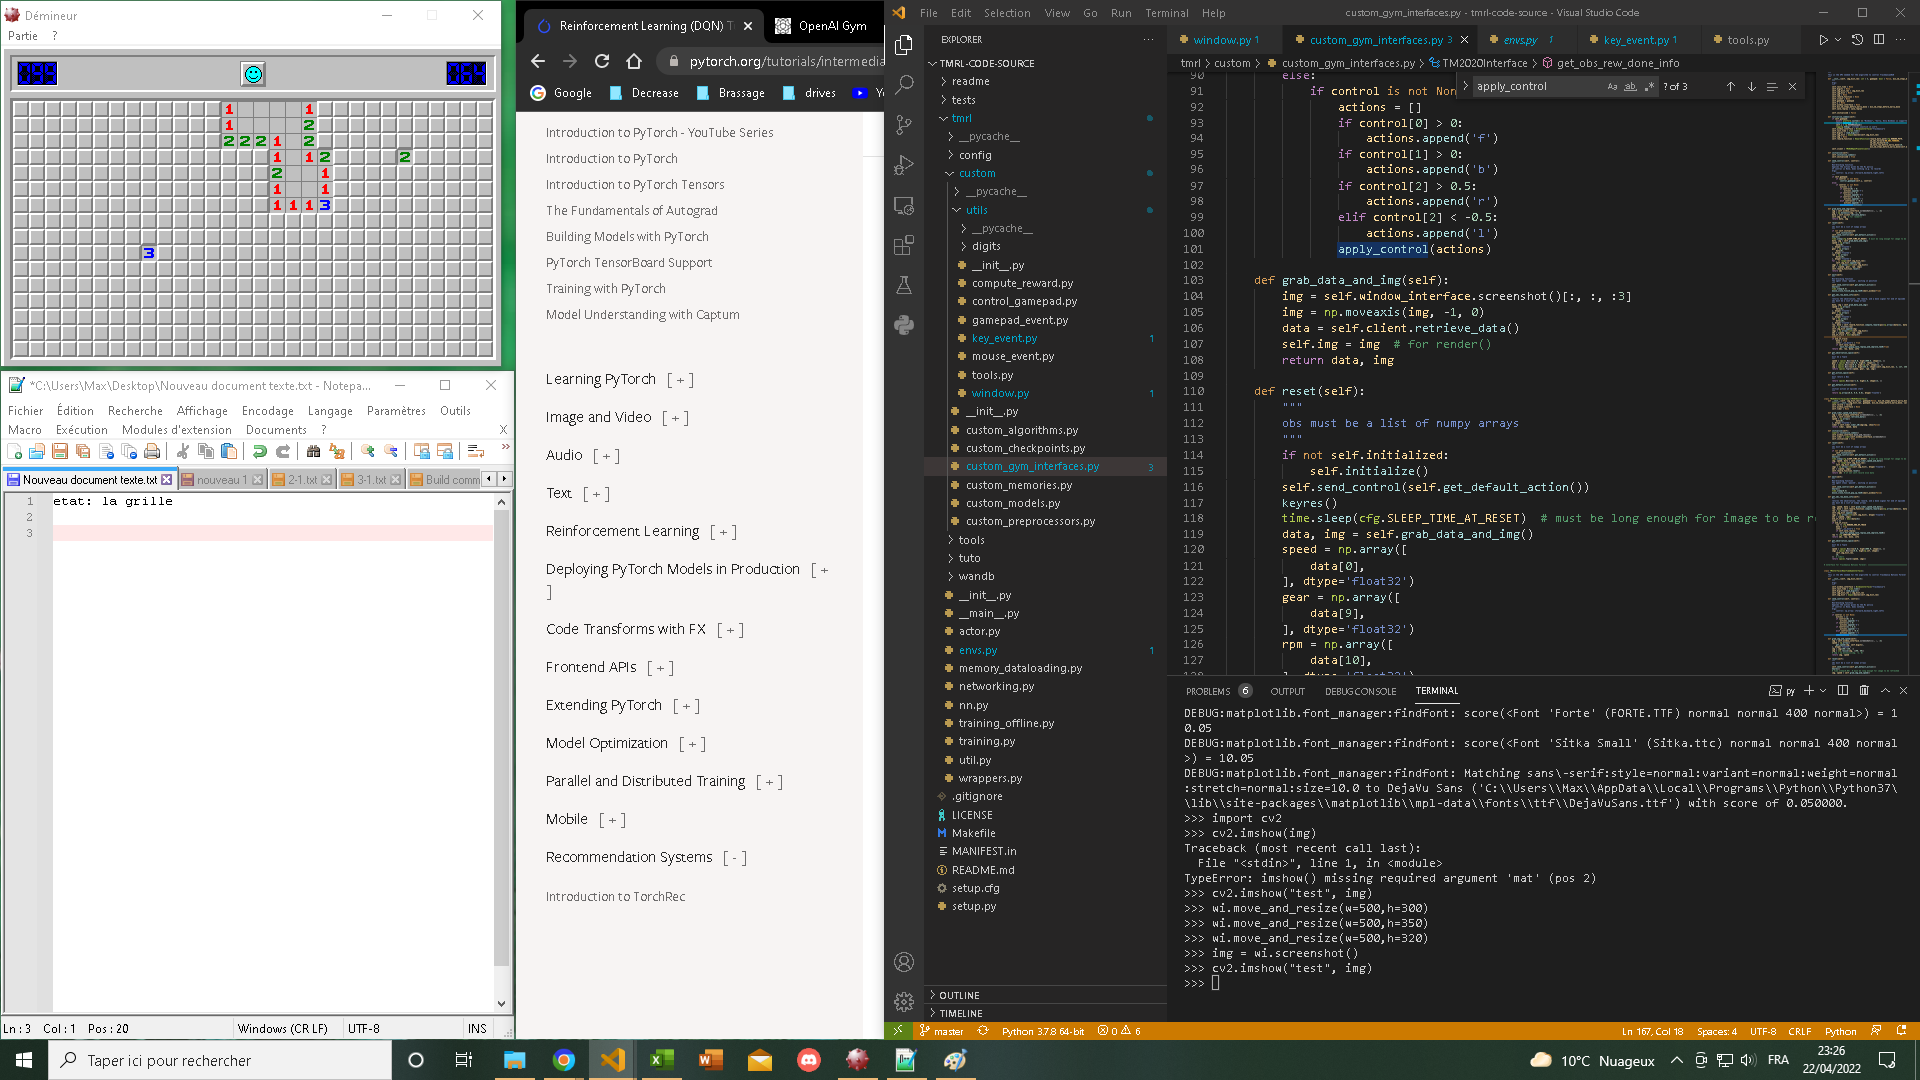 Démineur
Partie ?
099
064
1 1
1 2
2 2 2 1 2
1 1 2 2
2 1
1 1
1 1 1 3
3
*C:\Users\Max\Desktop\Nouveau document texte.txt - Notepa...
Fichier Édition Recherche Affichage Encodage Langage Paramètres Outils
Macro Exécution Modules d'extension Documents ? X
Nouveau document texte.txt nouveau 1 2-1.txt 3-1.txt Build comm
1 etat: la grille
2
3
Ln : 3 Col : 1 Pos : 20 Windows (CR LF) UTF-8 INS
Reinforcement Learning (DQN) T OpenAI Gym
pytorch.org/tutorials/intermedia
Google Decrease Brassage drives
Introduction to PyTorch - YouTube Series
Introduction to PyTorch
Introduction to PyTorch Tensors
The Fundamentals of Autograd
Building Models with PyTorch
PyTorch TensorBoard Support
Training with PyTorch
Model Understanding with Captum
Learning PyTorch [ + ]
Image and Video [ + ]
Audio [ + ]
Text [ + ]
Reinforcement Learning [ + ]
Deploying PyTorch Models in Production [ +
]
Code Transforms with FX [ + ]
Frontend APIs [ + ]
Extending PyTorch [ + ]
Model Optimization [ + ]
Parallel and Distributed Training [ + ]
Mobile [ + ]
Recommendation Systems [ - ]
Introduction to TorchRec
File Edit Selection View Go Run Terminal Help custom_gym_interfaces.py - tmrl-code-source - Visual Studio Code
EXPLORER
TMRL-CODE-SOURCE
readme
tests
tmrl
__pycache__
config
custom
__pycache__
utils
__pycache__
digits
__init__.py
compute_reward.py
control_gamepad.py
gamepad_event.py
key_event.py 1
mouse_event.py
tools.py
window.py 1
__init__.py
custom_algorithms.py
custom_checkpoints.py
custom_gym_interfaces.py 3
custom_memories.py
custom_models.py
custom_preprocessors.py
tools
tuto
wandb
__init__.py
__main__.py
actor.py
envs.py 1
memory_dataloading.py
networking.py
nn.py
training_offline.py
training.py
util.py
wrappers.py
.gitignore
LICENSE
Makefile
MANIFEST.in
README.md
setup.cfg
setup.py
OUTLINE
TIMELINE
window.py 1 custom_gym_interfaces.py 3 envs.py 1 key_event.py 1 tools.py
tmrl > custom > custom_gym_interfaces.py > TM2020Interface > get_obs_rew_done_info
apply_control Aa ab .* ? of 3
90 else:
91 if control is not Non
92 actions = []
93 if control[0] > 0:
94 actions.append('f')
95 if control[1] > 0:
96 actions.append('b')
97 if control[2] > 0.5:
98 actions.append('r')
99 elif control[2] < -0.5:
100 actions.append('l')
101 apply_control(actions)
102
103 def grab_data_and_img(self):
104 img = self.window_interface.screenshot()[:, :, :3]
105 img = np.moveaxis(img, -1, 0)
106 data = self.client.retrieve_data()
107 self.img = img # for render()
108 return data, img
109
110 def reset(self):
111 """
112 obs must be a list of numpy arrays
113 """
114 if not self.initialized:
115 self.initialize()
116 self.send_control(self.get_default_action())
117 keyres()
118 time.sleep(cfg.SLEEP_TIME_AT_RESET) # must be long enough for image to be r
119 data, img = self.grab_data_and_img()
120 speed = np.array([
121 data[0],
122 ], dtype='float32')
123 gear = np.array([
124 data[9],
125 ], dtype='float32')
126 rpm = np.array([
127 data[10],
PROBLEMS 6 OUTPUT DEBUG CONSOLE TERMINAL py
DEBUG:matplotlib.font_manager:findfont: score(<Font 'Forte' (FORTE.TTF) normal normal 400 normal>) = 1
0.05
DEBUG:matplotlib.font_manager:findfont: score(<Font 'Sitka Small' (Sitka.ttc) normal normal 400 normal
>) = 10.05
DEBUG:matplotlib.font_manager:findfont: Matching sans\-serif:style=normal:variant=normal:weight=normal
:stretch=normal:size=10.0 to DejaVu Sans ('C:\\Users\\Max\\AppData\\Local\\Programs\\Python\\Python37\
\lib\\site-packages\\matplotlib\\mpl-data\\fonts\\ttf\\DejaVuSans.ttf') with score of 0.050000.
>>> import cv2
>>> cv2.imshow(img)
Traceback (most recent call last):
File "<stdin>", line 1, in <module>
TypeError: imshow() missing required argument 'mat' (pos 2)
>>> cv2.imshow("test", img)
>>> wi.move_and_resize(w=500,h=300)
>>> wi.move_and_resize(w=500,h=350)
>>> wi.move_and_resize(w=500,h=320)
>>> img = wi.screenshot()
>>> cv2.imshow("test", img)
>>>
master Python 3.7.8 64-bit 0 6 Ln 167, Col 18 Spaces: 4 UTF-8 CRLF Python
Taper ici pour rechercher
10°C Nuageux FRA 23:26
22/04/2022